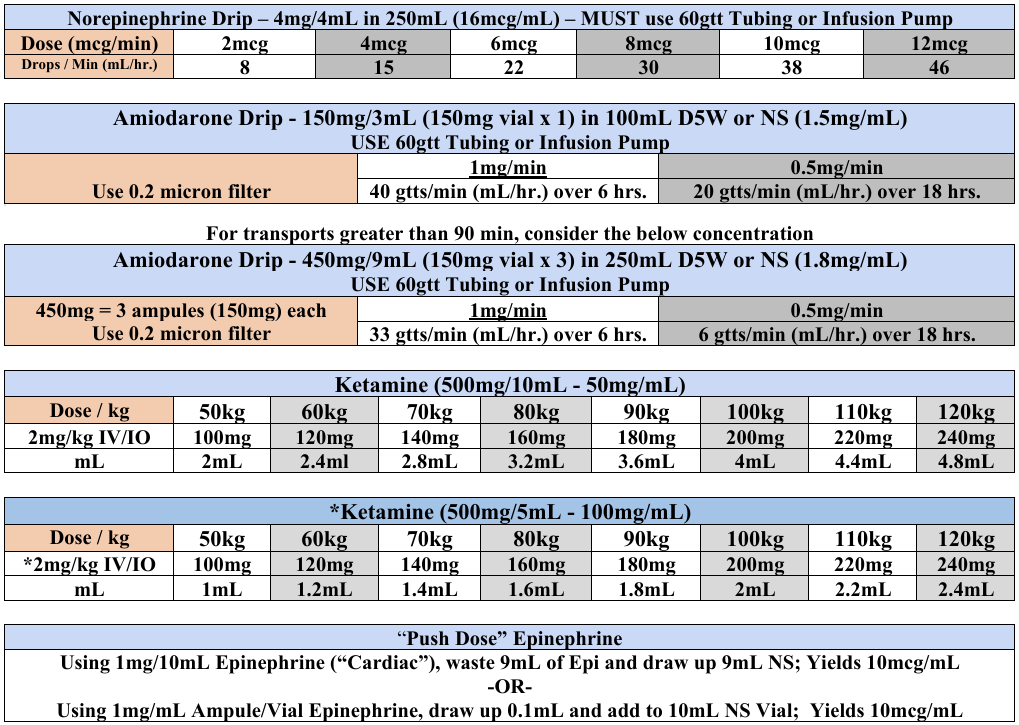 Norepinephrine Drip – 4mg/4mL in 250mL (16mcg/mL) – MUST use 60gtt Tubing or Infusion Pump
Dose (mcg/min) 2mcg 4mcg 6mcg 8mcg 10mcg 12mcg
Drops / Min (mL/hr.) 8 15 22 30 38 46
Amiodarone Drip - 150mg/3mL (150mg vial x 1) in 100mL D5W or NS (1.5mg/mL)
USE 60gtt Tubing or Infusion Pump
1mg/min 0.5mg/min
Use 0.2 micron filter 40 gtts/min (mL/hr.) over 6 hrs. 20 gtts/min (mL/hr.) over 18 hrs.
For transports greater than 90 min, consider the below concentration
Amiodarone Drip - 450mg/9mL (150mg vial x 3) in 250mL D5W or NS (1.8mg/mL)
USE 60gtt Tubing or Infusion Pump
450mg = 3 ampules (150mg) each 1mg/min 0.5mg/min
Use 0.2 micron filter 33 gtts/min (mL/hr.) over 6 hrs. 6 gtts/min (mL/hr.) over 18 hrs.
Ketamine (500mg/10mL - 50mg/mL)
Dose / kg 50kg 60kg 70kg 80kg 90kg 100kg 110kg 120kg
2mg/kg IV/IO 100mg 120mg 140mg 160mg 180mg 200mg 220mg 240mg
mL 2mL 2.4ml 2.8mL 3.2mL 3.6mL 4mL 4.4mL 4.8mL
*Ketamine (500mg/5mL - 100mg/mL)
Dose / kg 50kg 60kg 70kg 80kg 90kg 100kg 110kg 120kg
*2mg/kg IV/IO 100mg 120mg 140mg 160mg 180mg 200mg 220mg 240mg
mL 1mL 1.2mL 1.4mL 1.6mL 1.8mL 2mL 2.2mL 2.4mL
“Push Dose” Epinephrine
Using 1mg/10mL Epinephrine (“Cardiac”), waste 9mL of Epi and draw up 9mL NS; Yields 10mcg/mL
-OR-
Using 1mg/mL Ampule/Vial Epinephrine, draw up 0.1mL and add to 10mL NS Vial; Yields 10mcg/mL